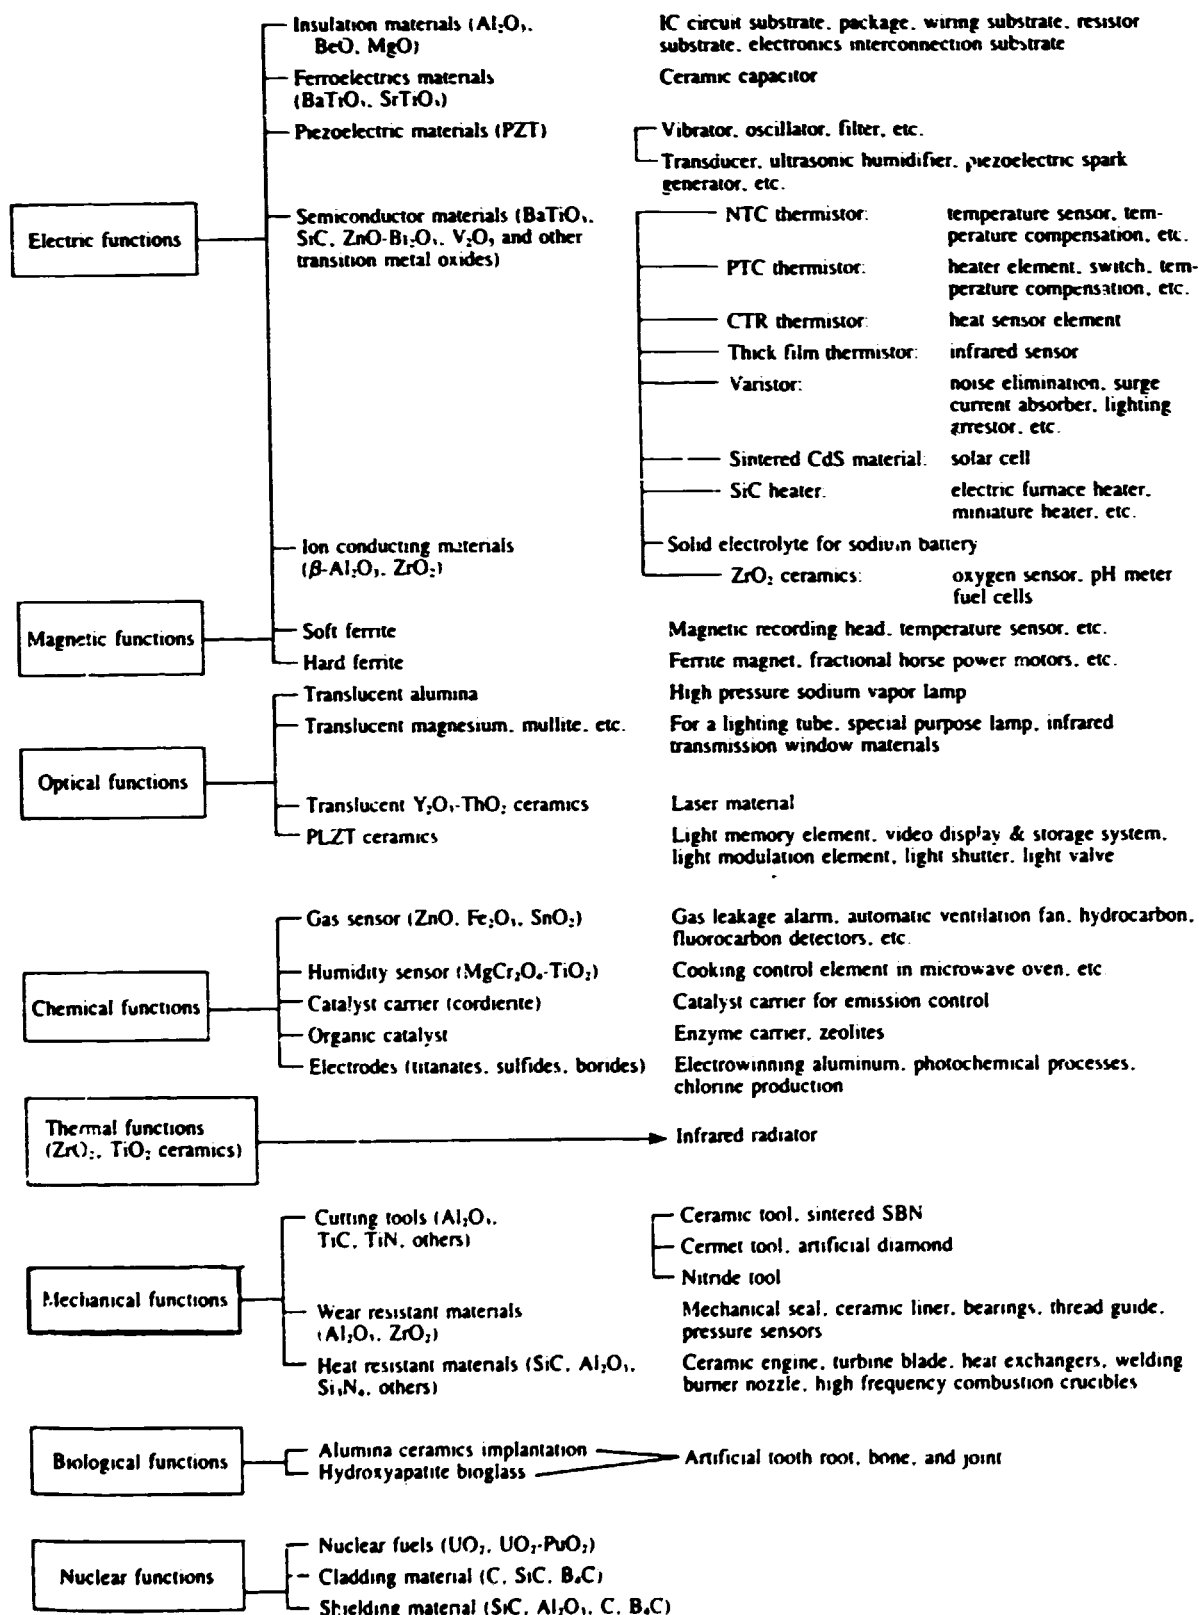 Insulation materials (Al₂O₃,
BeO, MgO)
IC circuit substrate, package, wiring substrate, resistor
substrate, electronics interconnection substrate
Ferroelectrics materials
(BaTiO₃, SrTiO₃)
Ceramic capacitor
Piezoelectric materials (PZT)
Vibrator, oscillator, filter, etc.
Transducer, ultrasonic humidifier, piezoelectric spark
generator, etc.
Electric functions
Semiconductor materials (BaTiO₃,
SiC, ZnO-Bi₂O₃, V₂O₅ and other
transition metal oxides)
NTC thermistor: temperature sensor, tem-
perature compensation, etc.
PTC thermistor: heater element, switch, tem-
perature compensation, etc.
CTR thermistor: heat sensor element
Thick film thermistor: infrared sensor
Varistor: noise elimination, surge
current absorber, lighting
arrestor, etc.
Sintered CdS material: solar cell
SiC heater: electric furnace heater,
miniature heater, etc.
Ion conducting materials
(β-Al₂O₃, ZrO₂)
Solid electrolyte for sodium battery
ZrO₂ ceramics: oxygen sensor, pH meter
fuel cells
Magnetic functions
Soft ferrite
Magnetic recording head, temperature sensor, etc.
Hard ferrite
Ferrite magnet, fractional horse power motors, etc.
Translucent alumina
High pressure sodium vapor lamp
Translucent magnesium, mullite, etc.
For a lighting tube, special purpose lamp, infrared
transmission window materials
Optical functions
Translucent Y₂O₃-ThO₂ ceramics
Laser material
PLZT ceramics
Light memory element, video display & storage system,
light modulation element, light shutter, light valve
Gas sensor (ZnO, Fe₂O₃, SnO₂)
Gas leakage alarm, automatic ventilation fan, hydrocarbon,
fluorocarbon detectors, etc.
Humidity sensor (MgCr₂O₄-TiO₂)
Cooking control element in microwave oven, etc
Chemical functions
Catalyst carrier (cordierite)
Catalyst carrier for emission control
Organic catalyst
Enzyme carrier, zeolites
Electrodes (titanates, sulfides, borides)
Electrowinning aluminum, photochemical processes,
chlorine production
Thermal functions
(ZrO₂, TiO₂ ceramics)
Infrared radiator
Cutting tools (Al₂O₃,
TiC, TiN, others)
Ceramic tool, sintered SBN
Cermet tool, artificial diamond
Nitride tool
Mechanical functions
Wear resistant materials
(Al₂O₃, ZrO₂)
Mechanical seal, ceramic liner, bearings, thread guide,
pressure sensors
Heat resistant materials (SiC, Al₂O₃,
Si₃N₄, others)
Ceramic engine, turbine blade, heat exchangers, welding
burner nozzle, high frequency combustion crucibles
Biological functions
Alumina ceramics implantation
Hydroxyapatite bioglass
Artificial tooth root, bone, and joint
Nuclear functions
Nuclear fuels (UO₂, UO₂-PuO₂)
Cladding material (C, SiC, B₄C)
Shielding material (SiC, Al₂O₃, C, B₄C)